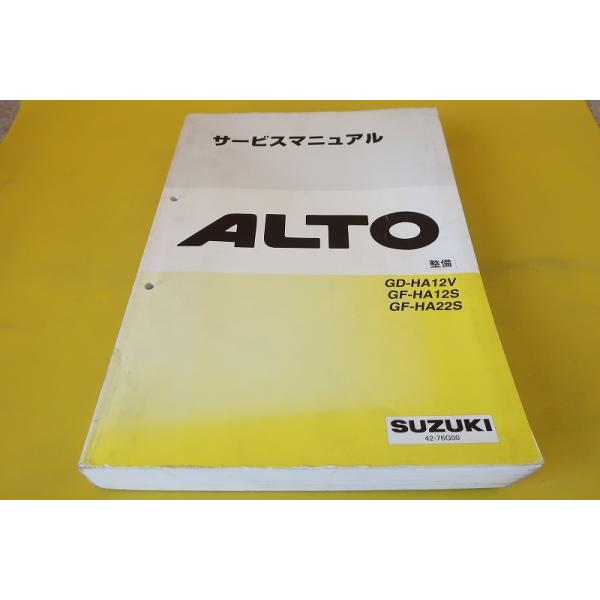 サービスマニュアル
ALTO
整備
GD-HA12V
GF-HA12S
GF-HA22S
SUZUKI
42-76G00